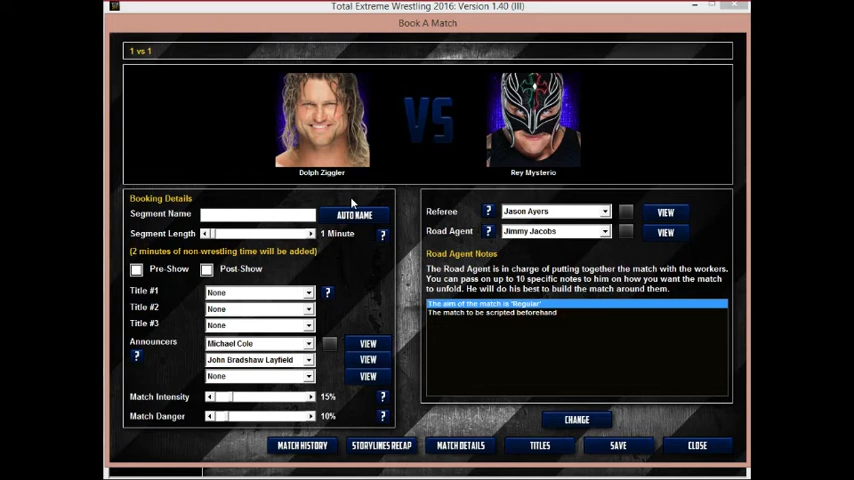 Total Extreme Wrestling 2016: Version 1.40 (III)
Book A Match
1 vs 1
VS
Dolph Ziggler
Rey Mysterio
Booking Details
Segment Name
AUTO NAME
Segment Length
1 Minute
?
(2 minutes of non-wrestling time will be added)
Pre-Show
Post-Show
Title #1
None
?
Title #2
None
Title #3
None
Announcers
Michael Cole
VIEW
?
John Bradshaw Layfield
VIEW
None
VIEW
Match Intensity
15%
?
Match Danger
10%
?
Referee
?
Jason Ayers
VIEW
Road Agent
?
Jimmy Jacobs
VIEW
Road Agent Notes
The Road Agent is in charge of putting together the match with the workers.
You can pass on up to 10 specific notes to him on how you want the match
to unfold. He will do his best to build the match around them.
The aim of the match is 'Regular'
The match to be scripted beforehand
CHANGE
MATCH HISTORY
STORYLINES RECAP
MATCH DETAILS
TITLES
SAVE
CLOSE